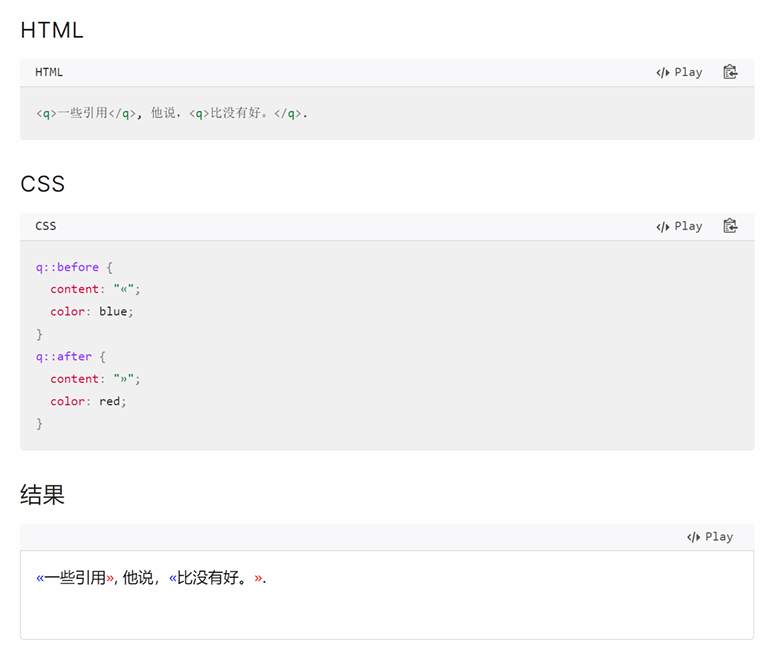 HTML
HTML Play
<q>一些引用</q>, 他说，<q>比没有好。</q>.
CSS
CSS Play
q::before {
  content: "«";
  color: blue;
}
q::after {
  content: "»";
  color: red;
}
结果
Play
«一些引用», 他说，«比没有好。».